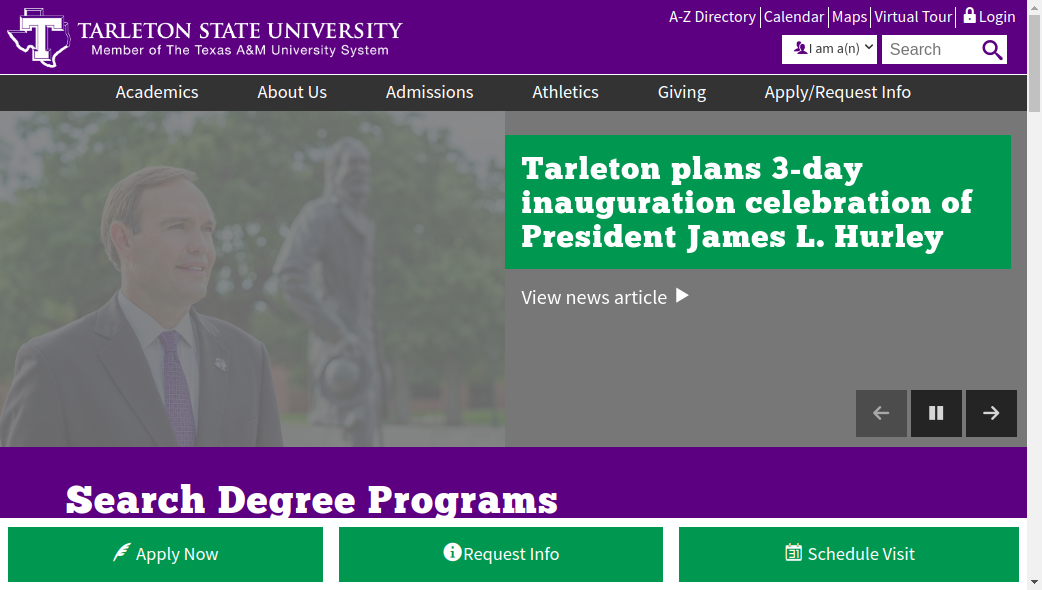 TARLETON STATE UNIVERSITY
Member of The Texas A&M University System
A-Z Directory Calendar Maps Virtual Tour Login
I am a(n) Search
Academics About Us Admissions Athletics Giving Apply/Request Info
Tarleton plans 3-day
inauguration celebration of
President James L. Hurley
View news article
Search Degree Programs
Apply Now Request Info Schedule Visit